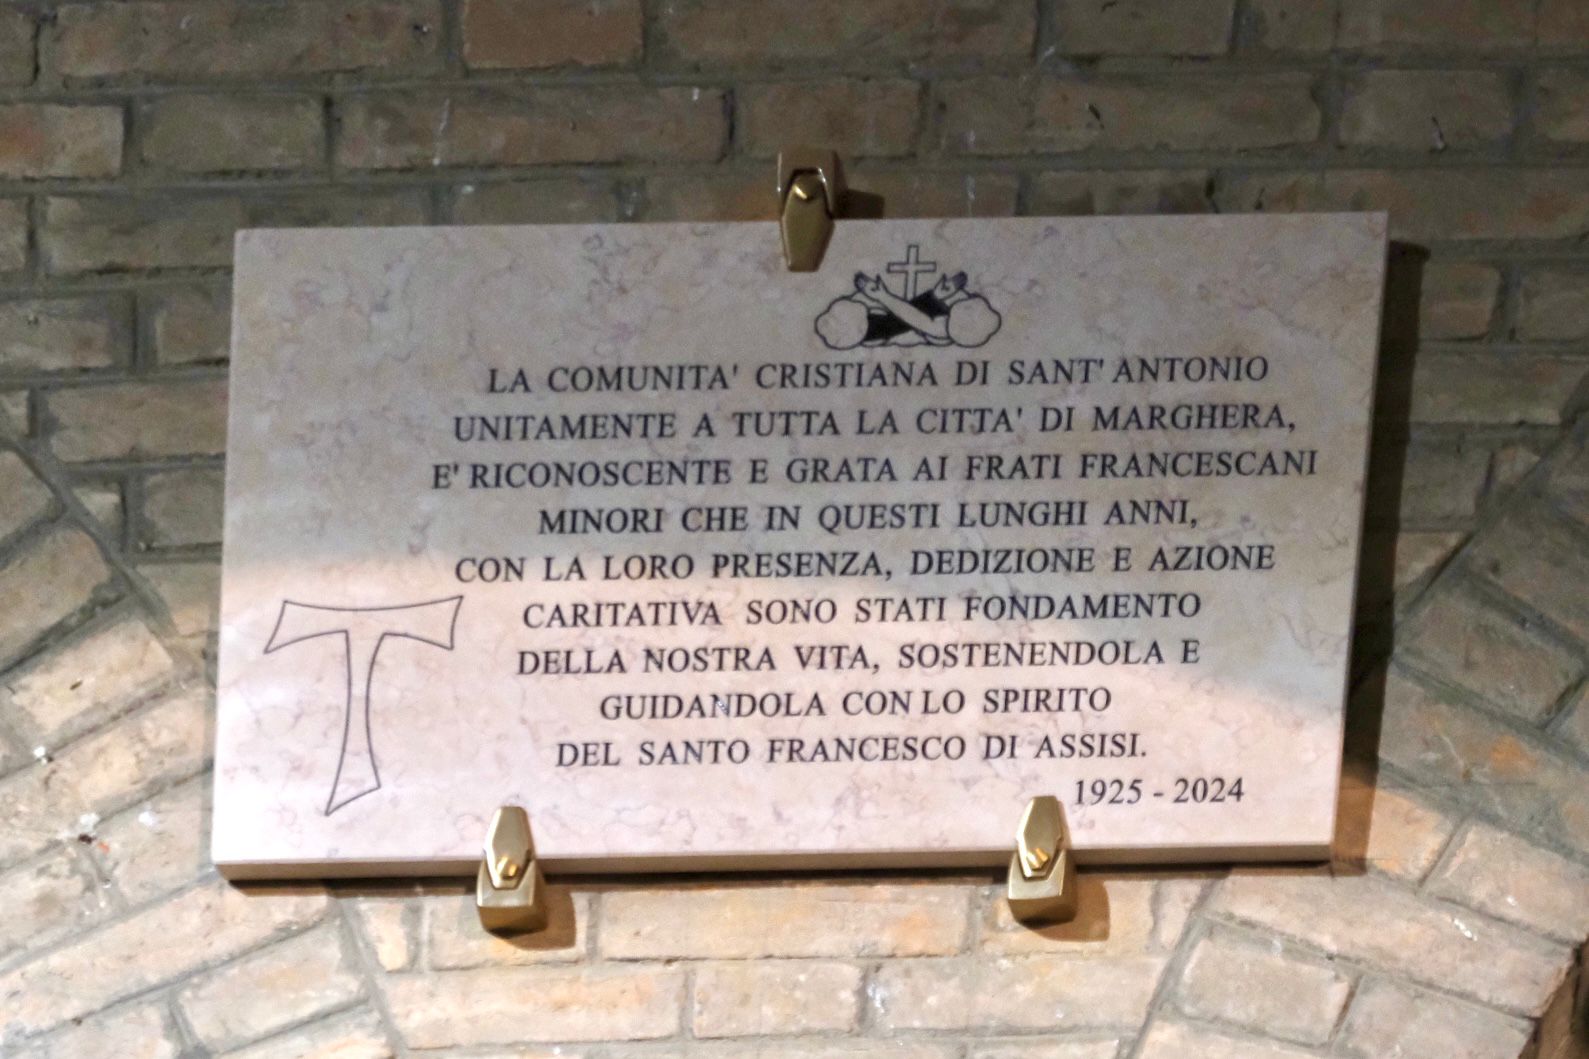 LA COMUNITA' CRISTIANA DI SANT' ANTONIO
UNITAMENTE A TUTTA LA CITTA' DI MARGHERA,
E' RICONOSCENTE E GRATA AI FRATI FRANCESCANI
MINORI CHE IN QUESTI LUNGHI ANNI,
CON LA LORO PRESENZA, DEDIZIONE E AZIONE
CARITATIVA SONO STATI FONDAMENTO
DELLA NOSTRA VITA, SOSTENENDOLA E
GUIDANDOLA CON LO SPIRITO
DEL SANTO FRANCESCO DI ASSISI.
1925 - 2024